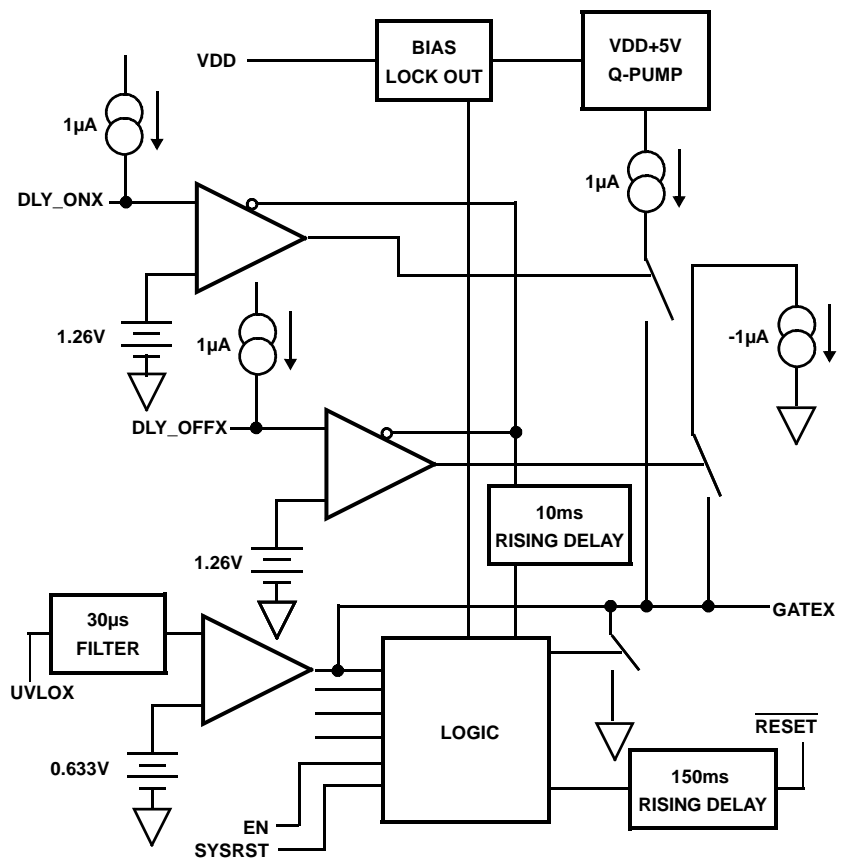 VDD
BIAS
LOCK OUT
VDD+5V
Q-PUMP
1µA
1µA
DLY_ONX
1.26V
1µA
-1µA
DLY_OFFX
10ms
RISING DELAY
1.26V
30µs
FILTER
GATEX
UVLOX
LOGIC
RESET
0.633V
150ms
RISING DELAY
EN
SYSRST